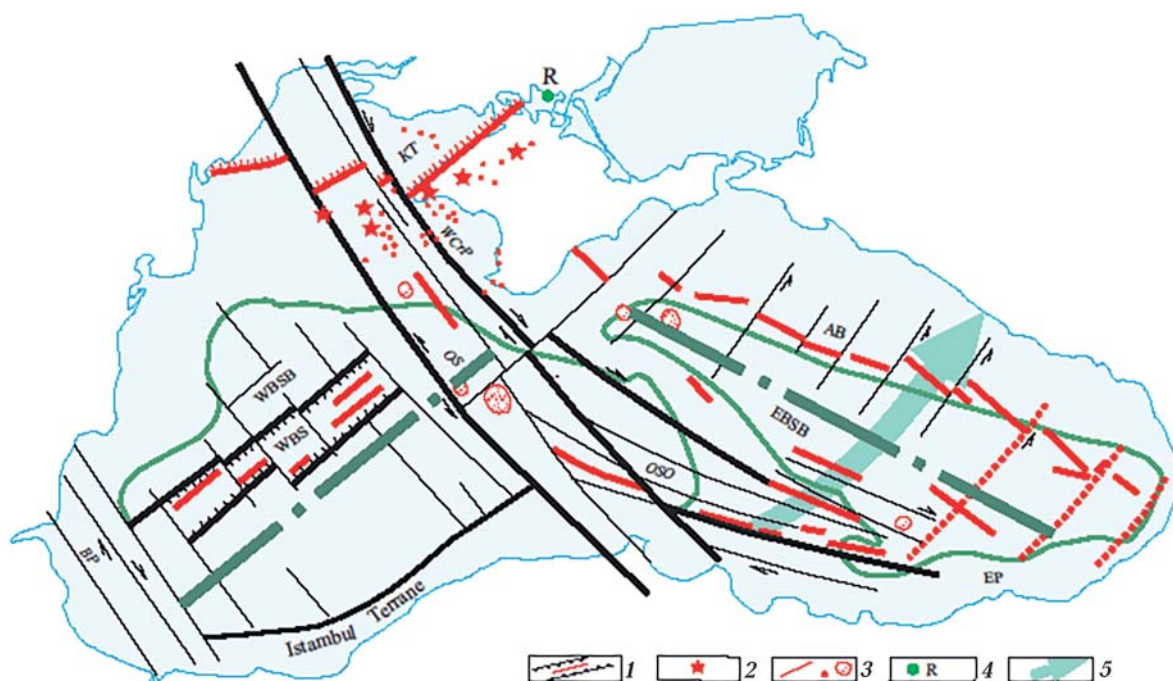 R
KT
WCrP
OS
WBSB
WBS
AB
EBSB
OSO
BP
EP
Istambul Terrane
1 2 3 R 4 5